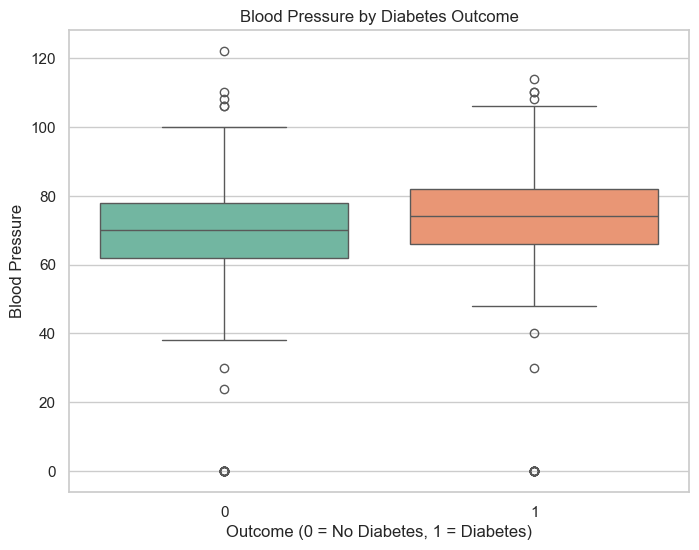 Blood Pressure by Diabetes Outcome
120
100
80
60
40
20
0
Blood Pressure
0 1
Outcome (0 = No Diabetes, 1 = Diabetes)